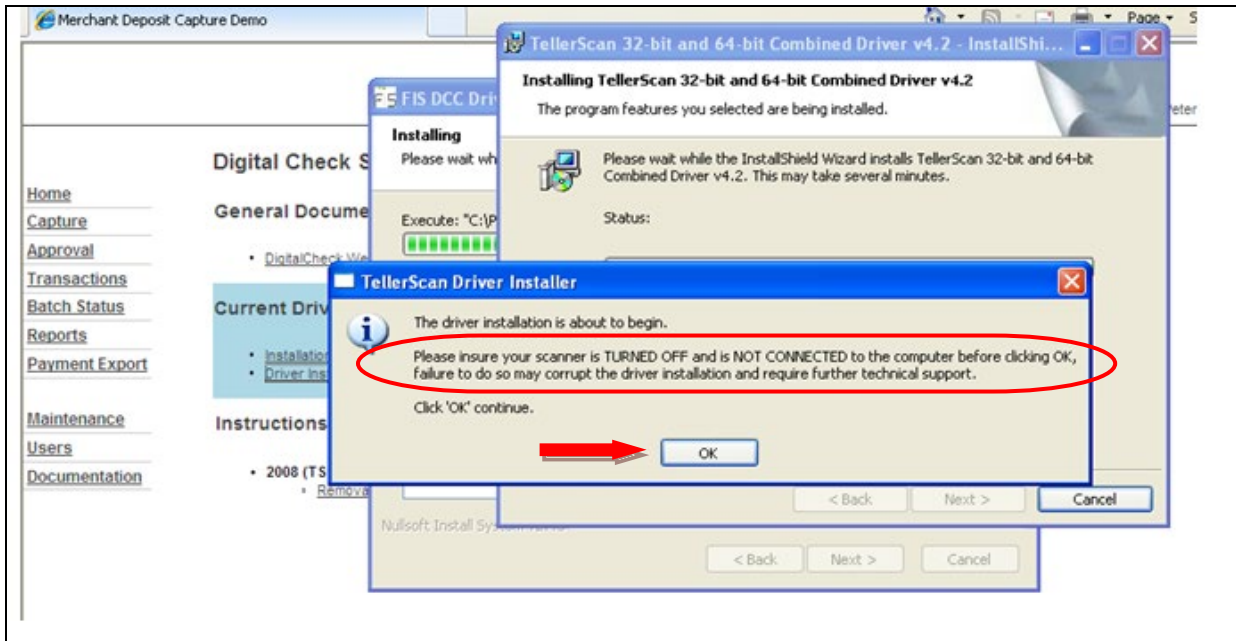 Merchant Deposit Capture Demo
Page
TellerScan 32-bit and 64-bit Combined Driver v4.2 - InstallShi...
Installing TellerScan 32-bit and 64-bit Combined Driver v4.2
The program features you selected are being installed.
FIS DCC
Installing
Please wait
Please wait while the InstallShield Wizard installs TellerScan 32-bit and 64-bit
Combined Driver v4.2. This may take several minutes.
Status:
Execute: "C:\P
Digital Check S
General Docume
DigitalCheck We
Current Driv
Installation
Driver Ins
Instructions
2008 (TS
Remova
Home
Capture
Approval
Transactions
Batch Status
Reports
Payment Export
Maintenance
Users
Documentation
TellerScan Driver Installer
The driver installation is about to begin.
Please insure your scanner is TURNED OFF and is NOT CONNECTED to the computer before clicking OK,
failure to do so may corrupt the driver installation and require further technical support.
Click 'OK' continue.
OK
< Back Next > Cancel
Nullsoft Install Sys
< Back Next > Cancel